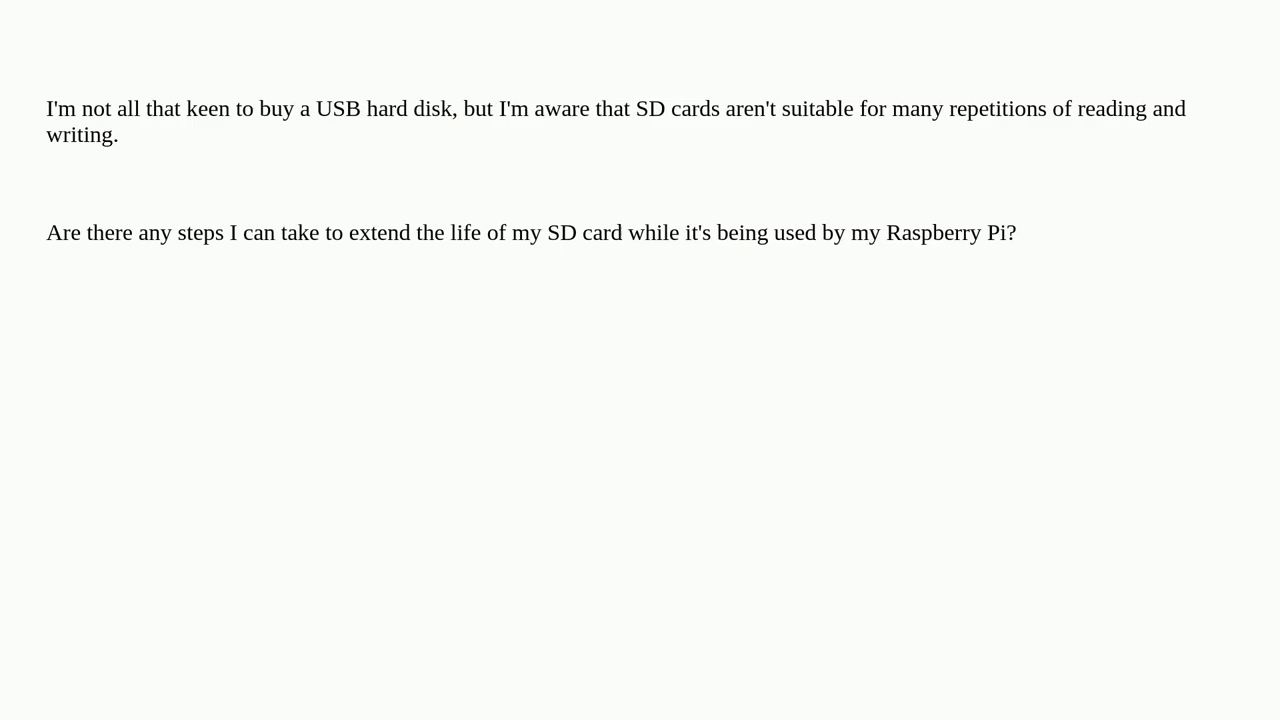 I'm not all that keen to buy a USB hard disk, but I'm aware that SD cards aren't suitable for many repetitions of reading and
writing.
Are there any steps I can take to extend the life of my SD card while it's being used by my Raspberry Pi?